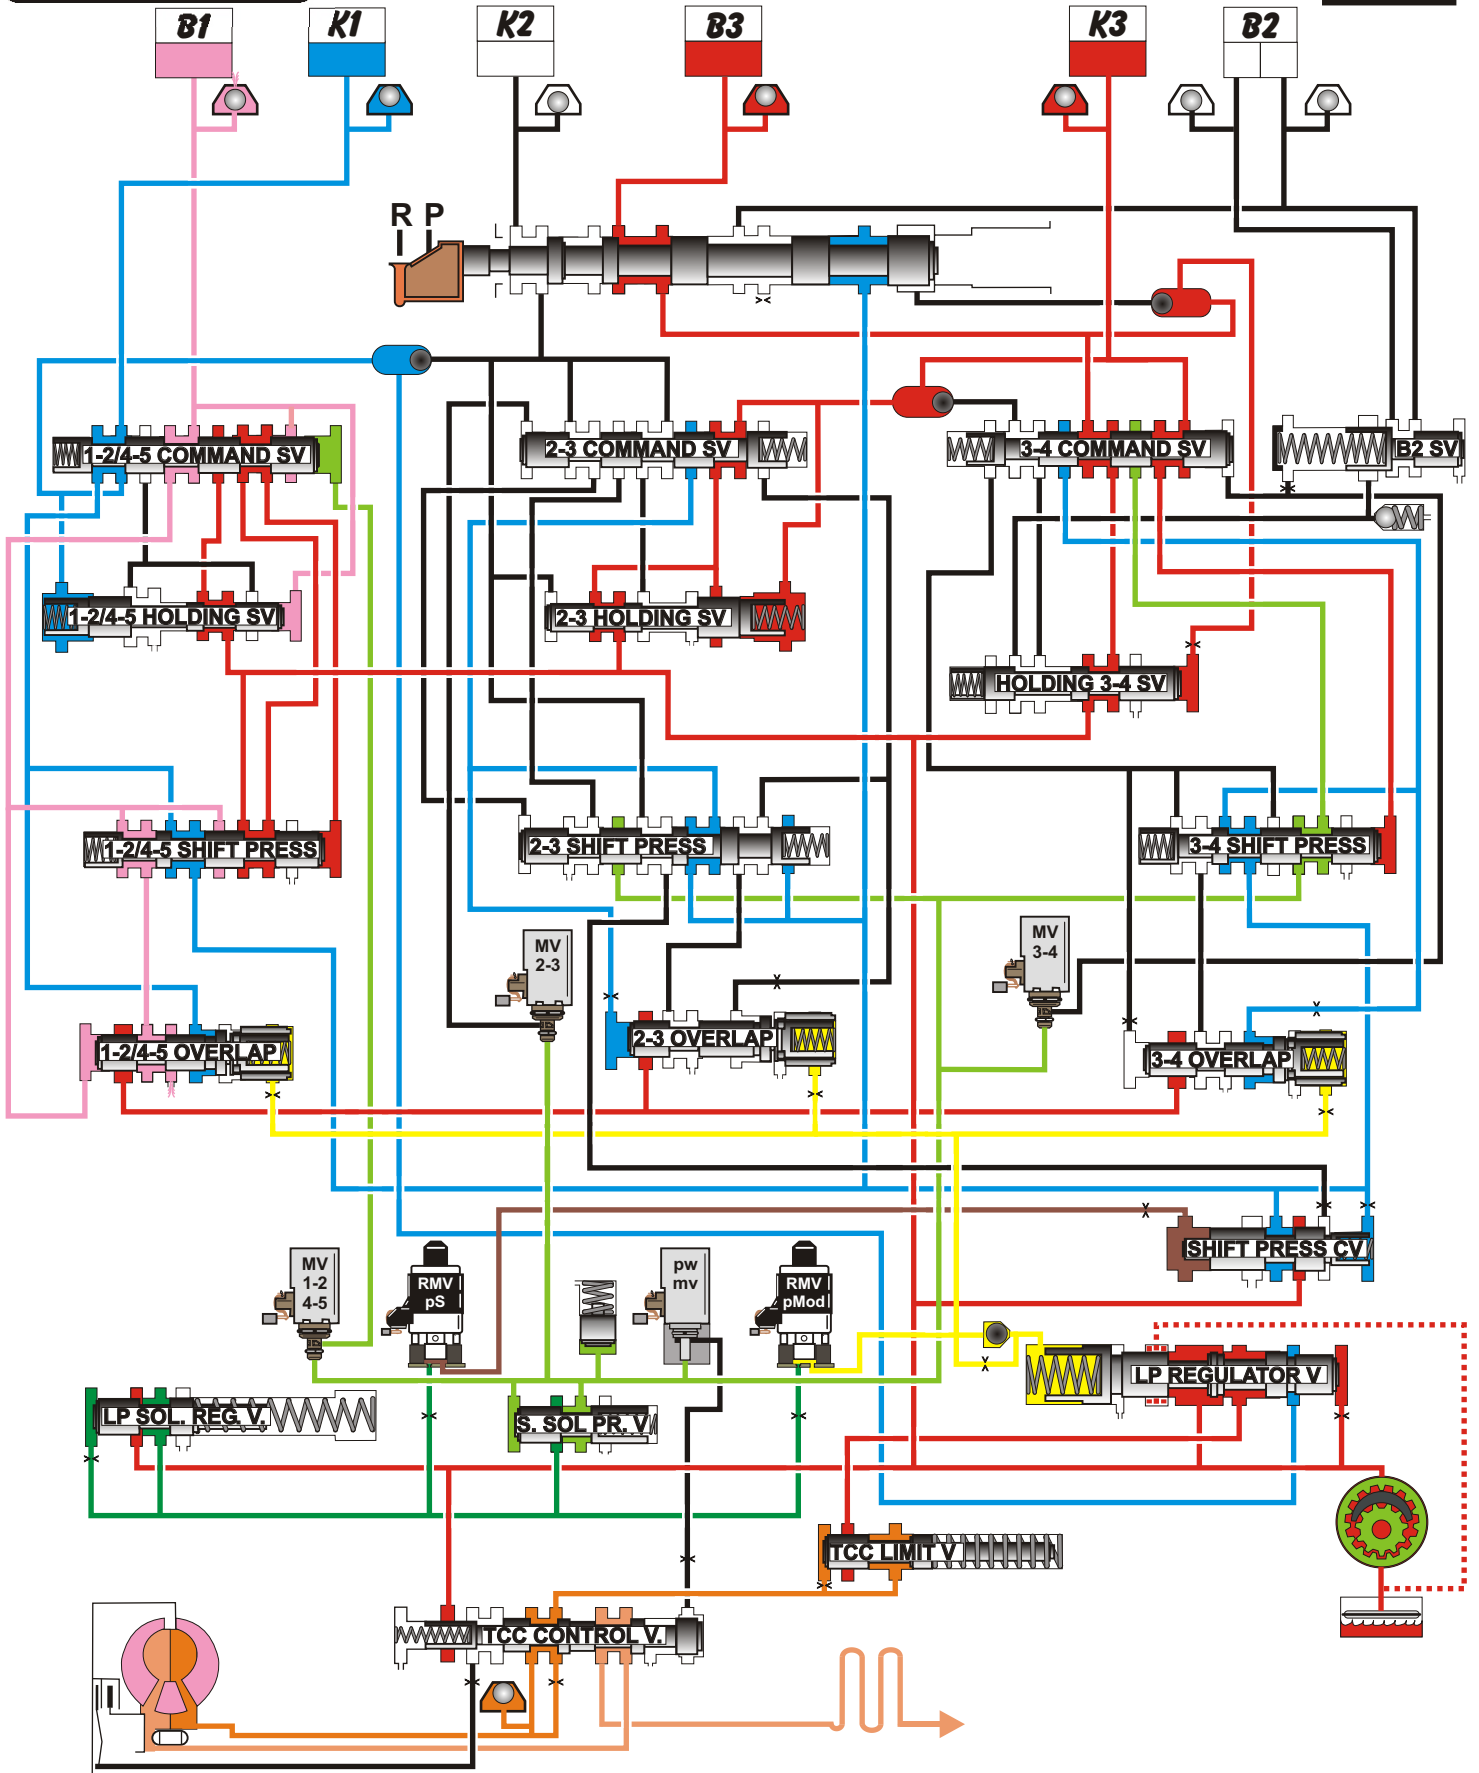 B1 K1 K2 B3 K3 B2
R P
1-2/4-5 COMMAND SV
2-3 COMMAND SV
3-4 COMMAND SV
B2 SV
1-2/4-5 HOLDING SV
2-3 HOLDING SV
HOLDING 3-4 SV
1-2/4-5 SHIFT PRESS
2-3 SHIFT PRESS
3-4 SHIFT PRESS
MV
2-3
MV
3-4
1-2/4-5 OVERLAP
2-3 OVERLAP
3-4 OVERLAP
SHIFT PRESS CV
MV
1-2
4-5
RMV
pS
pw
mv
RMV
pMod
LP REGULATOR V
LP SOL. REG. V.
S. SOL PR. V
TCC LIMIT V
TCC CONTROL V.